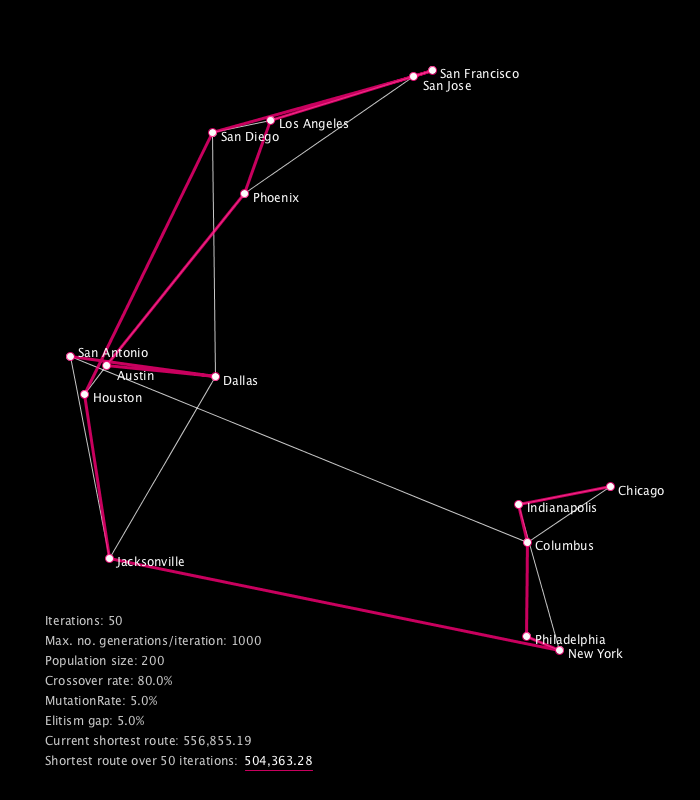 San Francisco
San Jose
Los Angeles
San Diego
Phoenix
San Antonio
Austin
Dallas
Houston
Chicago
Indianapolis
Columbus
Jacksonville
Philadelphia
New York
Iterations: 50
Max. no. generations/iteration: 1000
Population size: 200
Crossover rate: 80.0%
MutationRate: 5.0%
Elitism gap: 5.0%
Current shortest route: 556,855.19
Shortest route over 50 iterations: 504,363.28